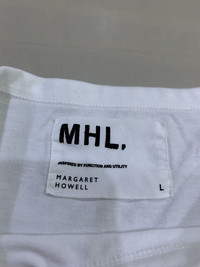 MHL.
INSPIRED BY FUNCTION AND UTILITY
MARGARET
HOWELL
L